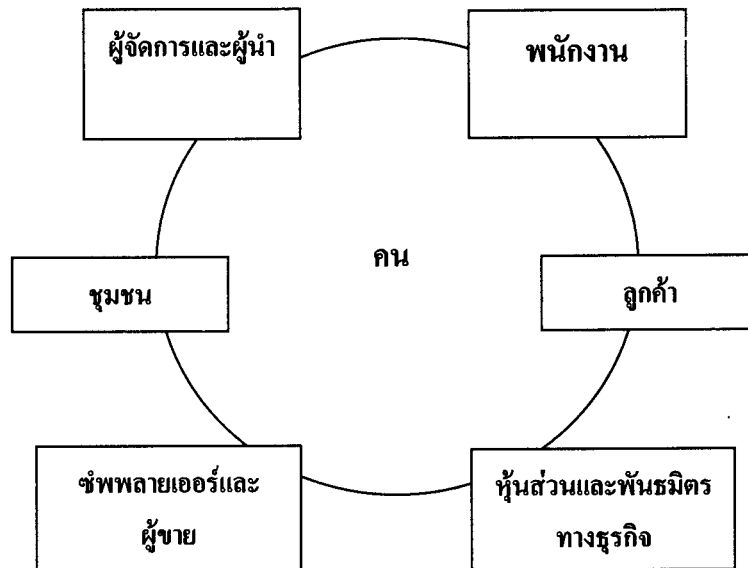 ผู้จัดการและผู้นำ
พนักงาน
คน
ชุมชน
ลูกค้า
ซํพพลายเออร์และ
ผู้ขาย
หุ้นส่วนและพันธมิตร
ทางธุรกิจ